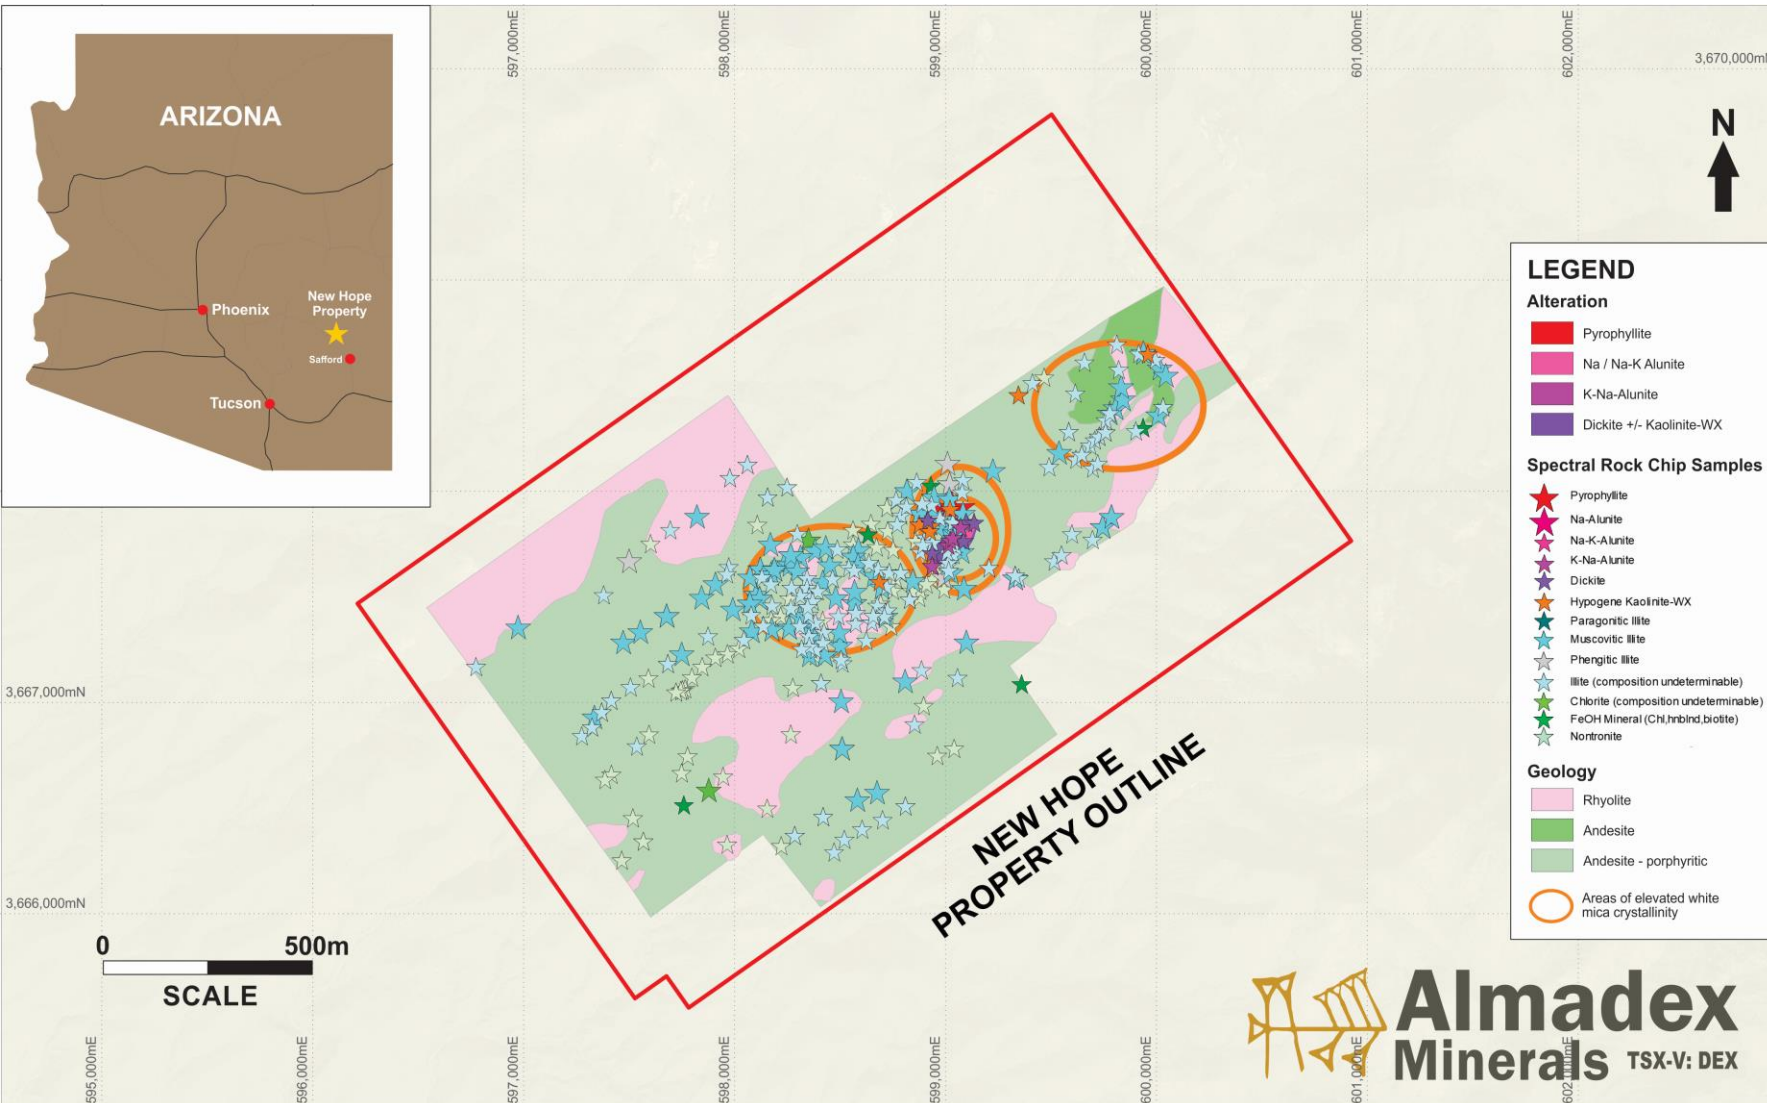 ARIZONA
New Hope
Property
Phoenix
Safford
Tucson
597,000mE
598,000mE
599,000mE
600,000mE
601,000mE
602,000mE
3,670,000m
N
LEGEND
Alteration
Pyrophyllite
Na / Na-K Alunite
K-Na-Alunite
Dickite +/- Kaolinite-WX
Spectral Rock Chip Samples
Pyrophyllite
Na-Alunite
Na-K-Alunite
K-Na-Alunite
Dickite
Hypogene Kaolinite-WX
Paragonitic Illite
Muscovitic Illite
Phengitic Illite
Illite (composition undeterminable)
Chlorite (composition undeterminable)
FeOH Mineral (Chl,hnblnd,biotite)
Nontronite
Geology
Rhyolite
Andesite
Andesite - porphyritic
Areas of elevated white
mica crystallinity
3,667,000mN
3,666,000mN
NEW HOPE
PROPERTY OUTLINE
0 500m
SCALE
595,000mE
596,000mE
597,000mE
598,000mE
599,000mE
600,000mE
601,000mE
602,000mE
Almadex
Minerals TSX-V: DEX